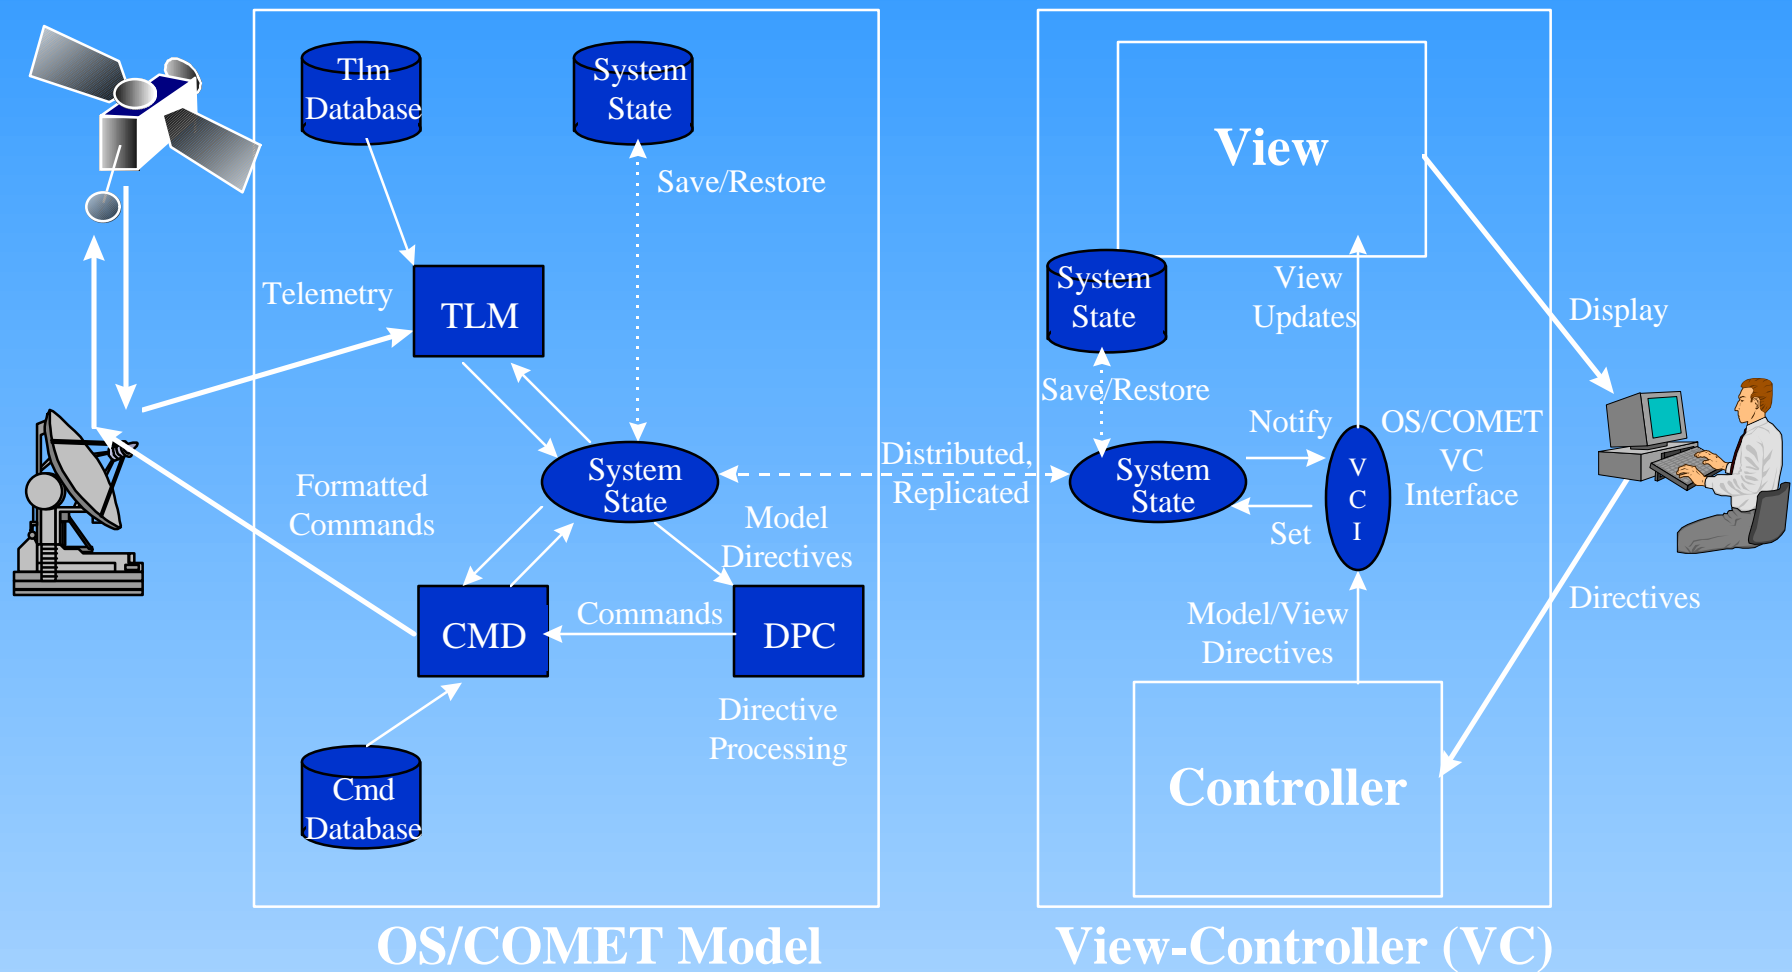 Tlm
Database
System
State
Save/Restore
Telemetry
TLM
System
State
Formatted
Commands
Model
Directives
CMD
Commands
DPC
Directive
Processing
Cmd
Database
OS/COMET Model
Distributed,
Replicated
View
System
State
View
Updates
Save/Restore
Notify
OS/COMET
VC
Interface
System
State
V
C
I
Set
Model/View
Directives
Controller
View-Controller (VC)
Display
Directives